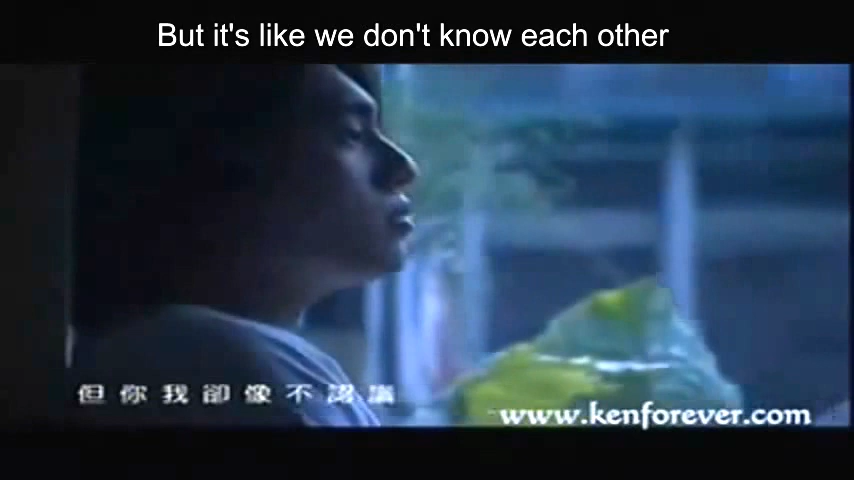 But it's like we don't know each other
但你我卻像不認識
www.kenforever.com